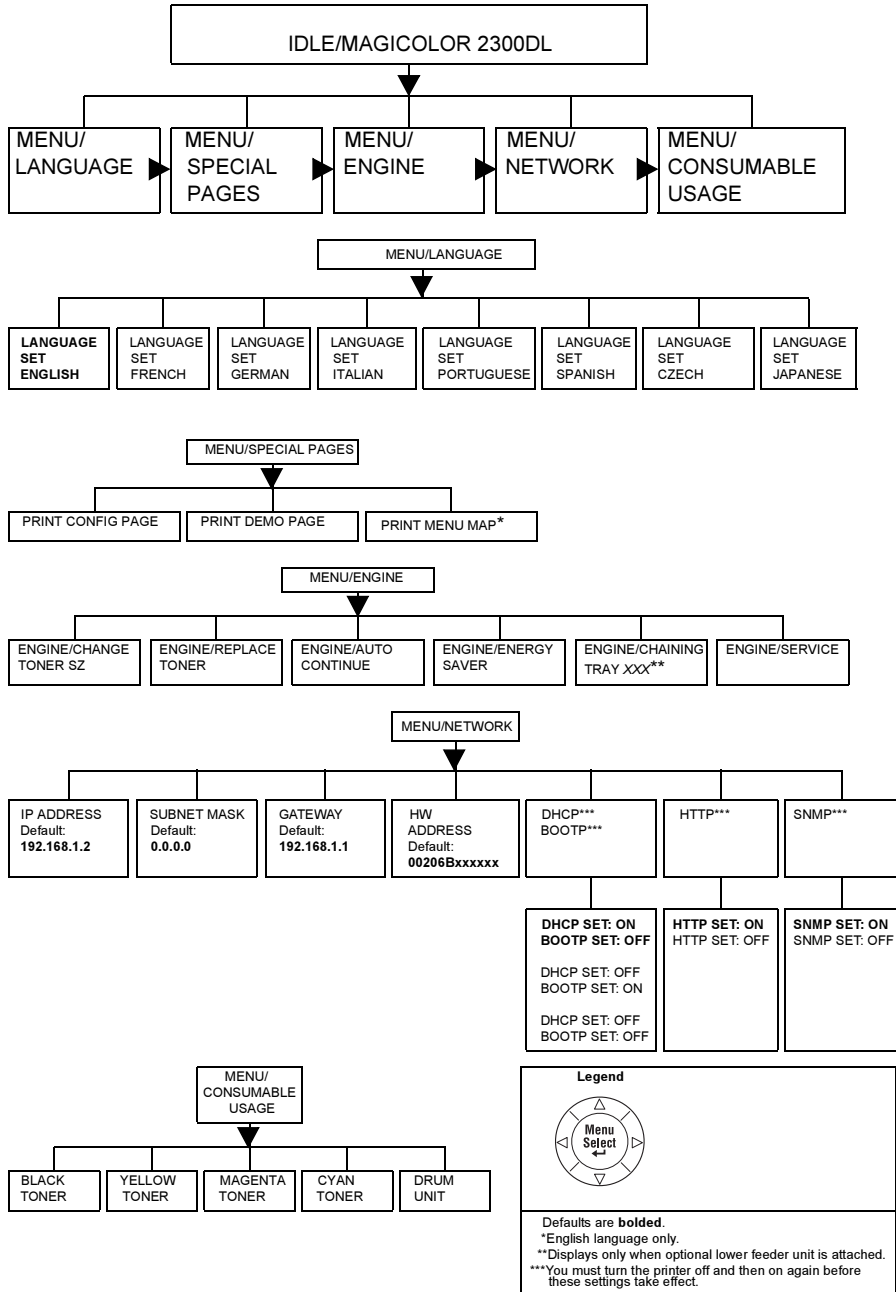 IDLE/MAGICOLOR 2300DL
MENU/
LANGUAGE
MENU/
SPECIAL
PAGES
MENU/
ENGINE
MENU/
NETWORK
MENU/
CONSUMABLE
USAGE
MENU/LANGUAGE
LANGUAGE
SET
ENGLISH
LANGUAGE
SET
FRENCH
LANGUAGE
SET
GERMAN
LANGUAGE
SET
ITALIAN
LANGUAGE
SET
PORTUGUESE
LANGUAGE
SET
SPANISH
LANGUAGE
SET
CZECH
LANGUAGE
SET
JAPANESE
MENU/SPECIAL PAGES
PRINT CONFIG PAGE
PRINT DEMO PAGE
PRINT MENU MAP*
MENU/ENGINE
ENGINE/CHANGE
TONER SZ
ENGINE/REPLACE
TONER
ENGINE/AUTO
CONTINUE
ENGINE/ENERGY
SAVER
ENGINE/CHAINING
TRAY XXX**
ENGINE/SERVICE
MENU/NETWORK
IP ADDRESS
Default:
192.168.1.2
SUBNET MASK
Default:
0.0.0.0
GATEWAY
Default:
192.168.1.1
HW
ADDRESS
Default:
00206Bxxxxxx
DHCP***
BOOTP***
HTTP***
SNMP***
DHCP SET: ON
BOOTP SET: OFF
DHCP SET: OFF
BOOTP SET: ON
DHCP SET: OFF
BOOTP SET: OFF
HTTP SET: ON
HTTP SET: OFF
SNMP SET: ON
SNMP SET: OFF
MENU/
CONSUMABLE
USAGE
BLACK
TONER
YELLOW
TONER
MAGENTA
TONER
CYAN
TONER
DRUM
UNIT
Legend
Menu
Select
Defaults are bolded.
*English language only.
**Displays only when optional lower feeder unit is attached.
***You must turn the printer off and then on again before
these settings take effect.